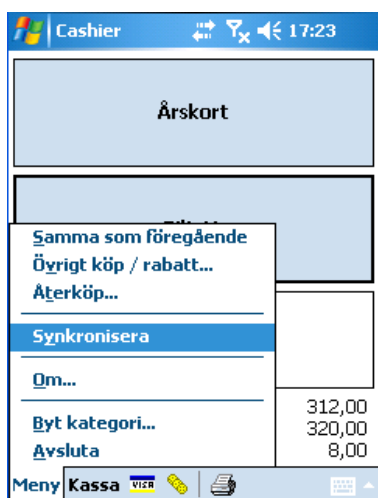 Cashier 17:23
Årskort
Samma som föregående
Övrigt köp / rabatt...
Återköp...
Synkronisera
Om...
Byt kategori...
Avsluta
312,00
320,00
8,00
Meny Kassa VISA